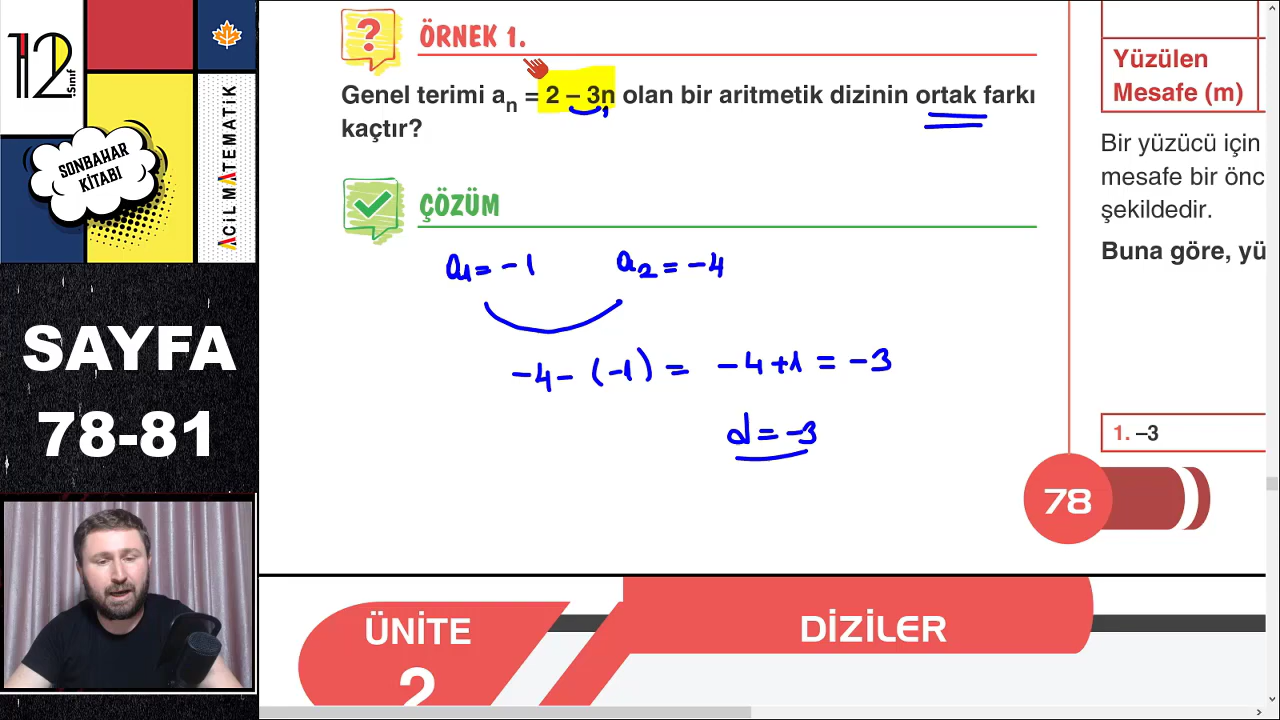 12
.Sınıf
SONBAHAR
KİTABI
ACİLMATEMATİK
SAYFA
78-81
?
ÖRNEK 1.
Genel terimi an = 2 – 3n olan bir aritmetik dizinin ortak farkı
kaçtır?
ÇÖZÜM
a1 = -1 a2 = -4
-4 - (-1) = -4+1 = -3
d = -3
Yüzülen
Mesafe (m)
Bir yüzücü için
mesafe bir önc
şekildedir.
Buna göre, yü
1. –3
78
ÜNİTE
2
DİZİLER